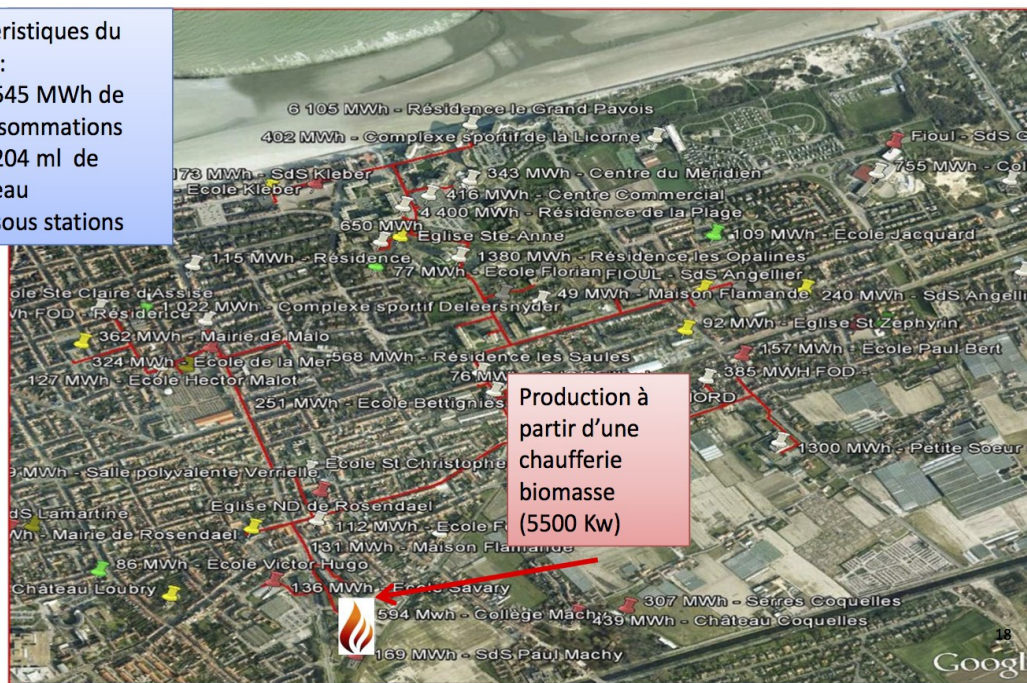 éristiques du
:
545 MWh de
sommations
204 ml de
eau
sous stations
6 105 MWh - Résidence le Grand Pavois
402 MWh - Complexe sportif de la Licorne
Fioul - SdS G
173 MWh - SdS Kleber
343 MWh - Centre du Méridien
755 MWh - Col
Ecole Kleber
416 MWh - Centre Commercial
4 400 MWh - Résidence de la Plage
650 MWh
Eglise Ste-Anne
109 MWh - Ecole Jacquard
115 MWh - Résidence
1380 MWh - Résidence les Opalines
77 MWh - Ecole Florian
FIOUL - SdS Angellier
ole Ste Claire d'Assise
49 MWh - Maison Flamande
240 MWh - SdS Angelli
Wh FOD - Résidence
22 MWh - Complexe sportif Deleersnyder
362 MWh - Mairie de Malo
92 MWh - Eglise St Zéphyrin
324 MWh - Ecole de la Mer
568 MWh - Résidence les Saules
157 MWh - Ecole Paul Bert
127 MWh - Ecole Hector Malot
76 MW
385 MWH FOD -
251 MWh - Ecole Bettignies
NORD
Production à
partir d'une
chaufferie
biomasse
(5500 Kw)
1300 MWh - Petite Soeur
9 MWh - Salle polyvalente Verrielle
Ecole St Christophe
dS Lamartine
Eglise ND de Rosendael
Wh - Mairie de Rosendael
112 MWh - Ecole F
131 MWh - Maison Flamande
86 MWh - Ecole Victor Hugo
Château Loubry
136 MWh - Ecole Savary
594 Mwh - Collège Machy
307 MWh - Serres Coquelles
439 MWh - Château Coquelles
18
169 MWh - SdS Paul Machy
Googl